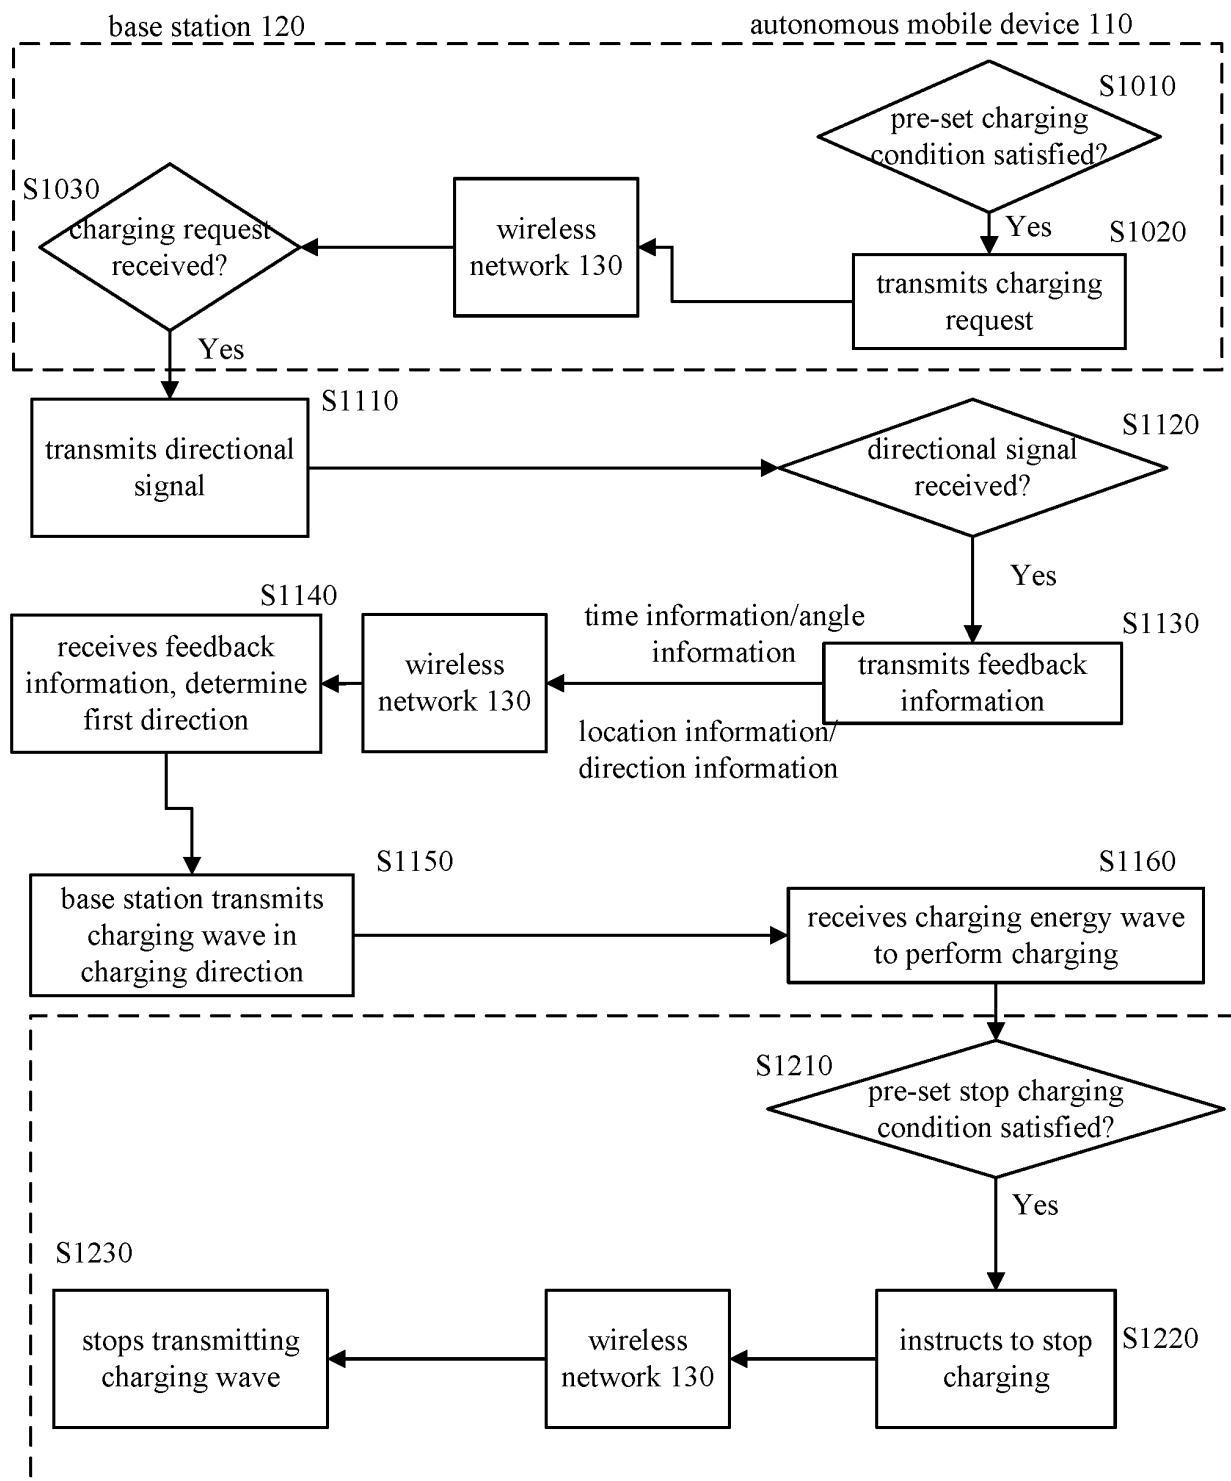 base station 120
autonomous mobile device 110
S1010
pre-set charging
condition satisfied?
Yes
S1020
transmits charging
request
wireless
network 130
S1030
charging request
received?
Yes
S1110
transmits directional
signal
S1120
directional signal
received?
Yes
S1130
transmits feedback
information
time information/angle
information
location information/
direction information
wireless
network 130
S1140
receives feedback
information, determine
first direction
S1150
base station transmits
charging wave in
charging direction
S1160
receives charging energy wave
to perform charging
S1210
pre-set stop charging
condition satisfied?
Yes
S1220
instructs to stop
charging
wireless
network 130
S1230
stops transmitting
charging wave